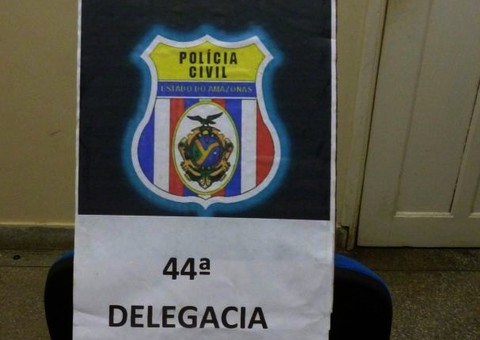 POLÍCIA
CIVIL
ESTADO DO AMAZONAS
44ª
DELEGACIA